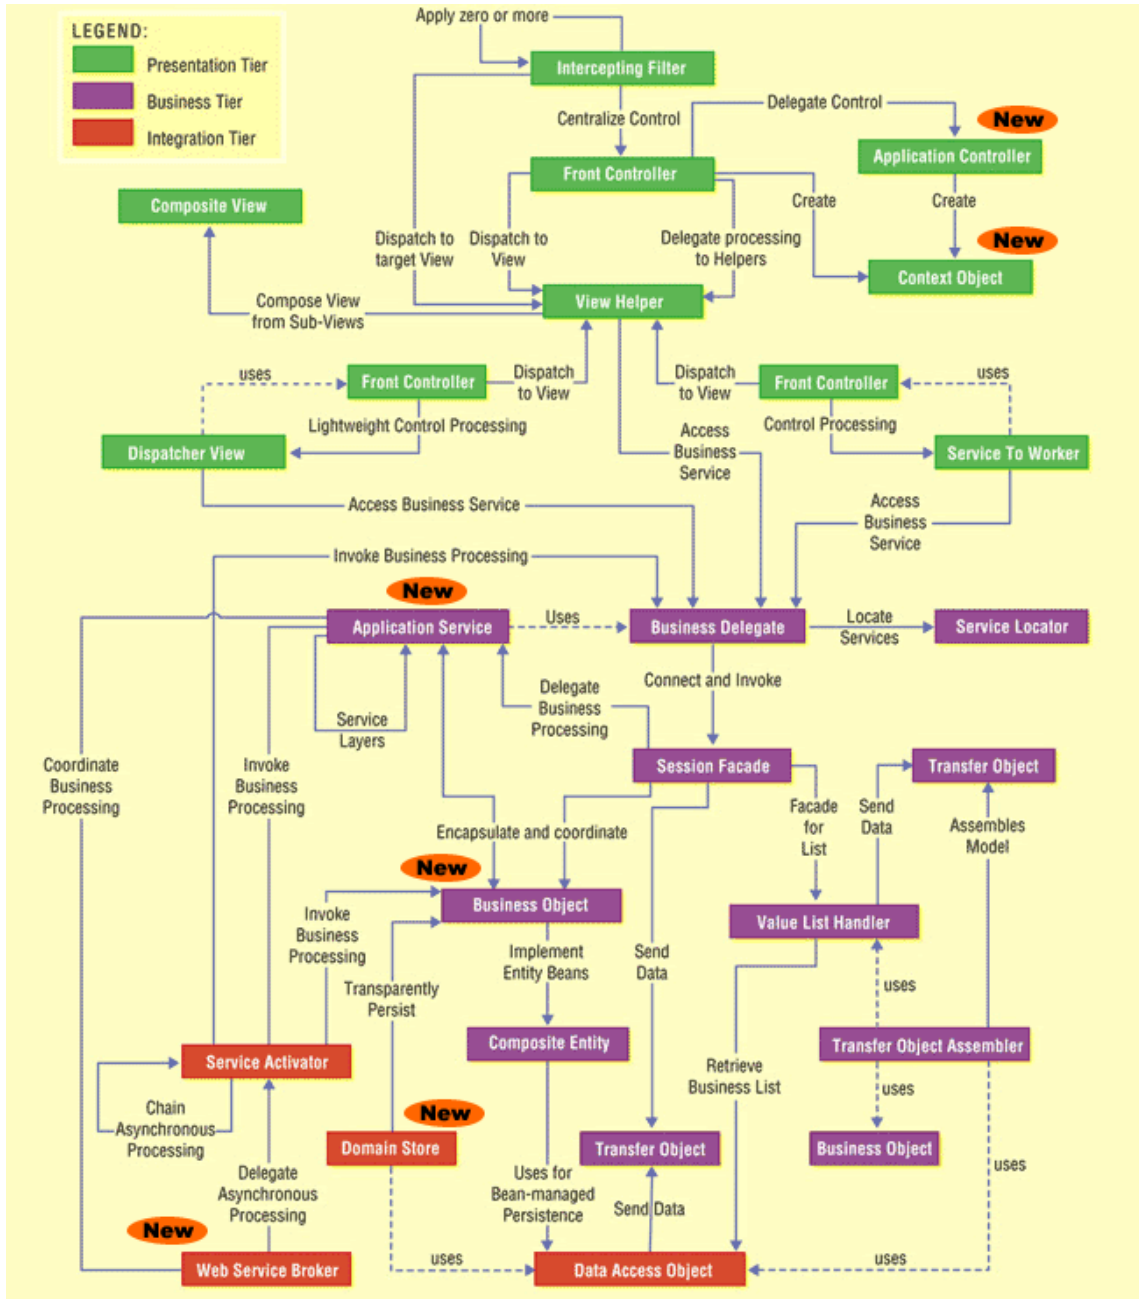 LEGEND:
Presentation Tier
Business Tier
Integration Tier
Apply zero or more
Intercepting Filter
Centralize Control
Delegate Control
New
Application Controller
Front Controller
Composite View
Create
Create
New
Dispatch to
target View
Dispatch to
View
Delegate processing
to Helpers
Context Object
View Helper
Compose View
from Sub-Views
uses
Front Controller
Dispatch
to View
Dispatch
to View
Front Controller
uses
Lightweight Control Processing
Control Processing
Dispatcher View
Access
Business
Service
Service To Worker
Access Business Service
Access
Business
Service
Invoke Business Processing
New
Application Service
Uses
Business Delegate
Locate
Services
Service Locator
Connect and Invoke
Delegate
Business
Processing
Service
Layers
Coordinate
Business
Processing
Invoke
Business
Processing
Session Facade
Transfer Object
Facade
for
List
Send
Data
Assembles
Model
Encapsulate and coordinate
New
Business Object
Value List Handler
Invoke
Business
Processing
Implement
Entity Beans
Send
Data
uses
Transparently
Persist
Composite Entity
Transfer Object Assembler
Service Activator
Retrieve
Business List
uses
Chain
Asynchronous
Processing
New
Domain Store
Transfer Object
Business Object
Delegate
Asynchronous
Processing
Uses for
Bean-managed
Persistence
uses
Send Data
New
Web Service Broker
uses
Data Access Object
uses